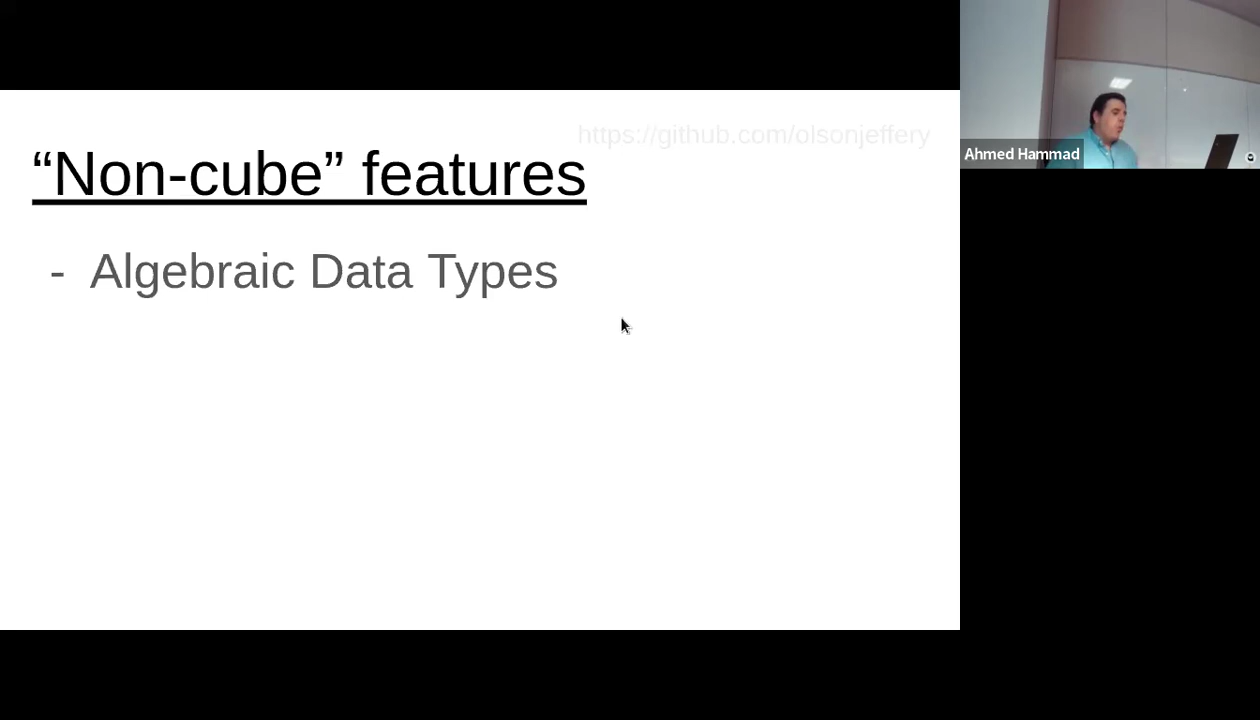 https://github.com/olsonjeffery
“Non-cube” features
- Algebraic Data Types
Ahmed Hammad